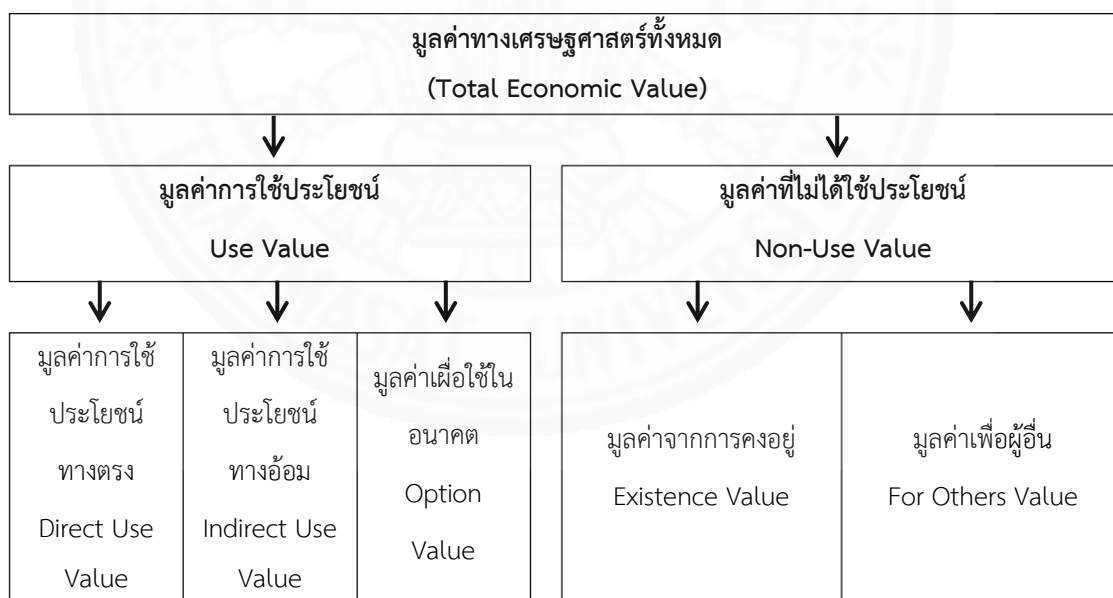 มูลค่าทางเศรษฐศาสตร์ทั้งหมด
(Total Economic Value)
มูลค่าการใช้ประโยชน์
Use Value
มูลค่าที่ไม่ได้ใช้ประโยชน์
Non-Use Value
มูลค่าการใช้
ประโยชน์
ทางตรง
Direct Use
Value
มูลค่าการใช้
ประโยชน์
ทางอ้อม
Indirect Use
Value
มูลค่าเผื่อใช้ใน
อนาคต
Option
Value
มูลค่าจากการคงอยู่
Existence Value
มูลค่าเพื่อผู้อื่น
For Others Value